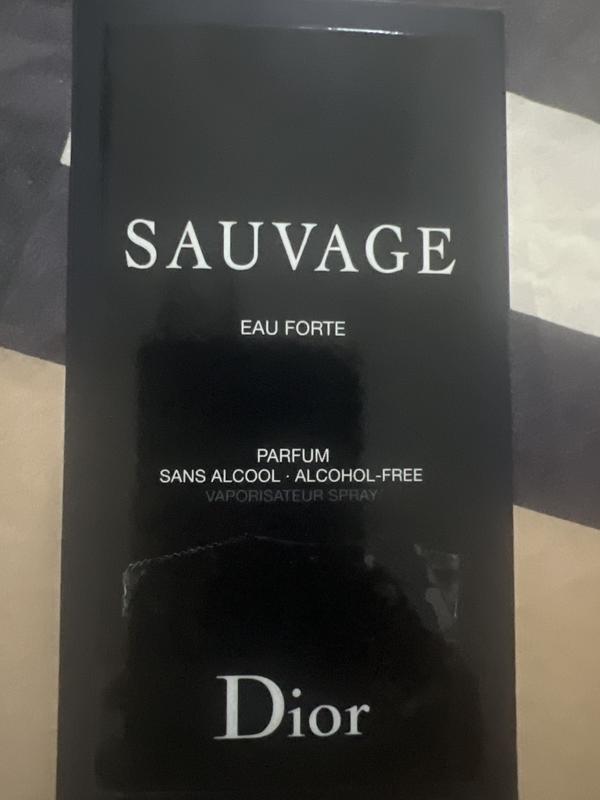 SAUVAGE
EAU FORTE
PARFUM
SANS ALCOOL · ALCOHOL-FREE
VAPORISATEUR SPRAY
Dior